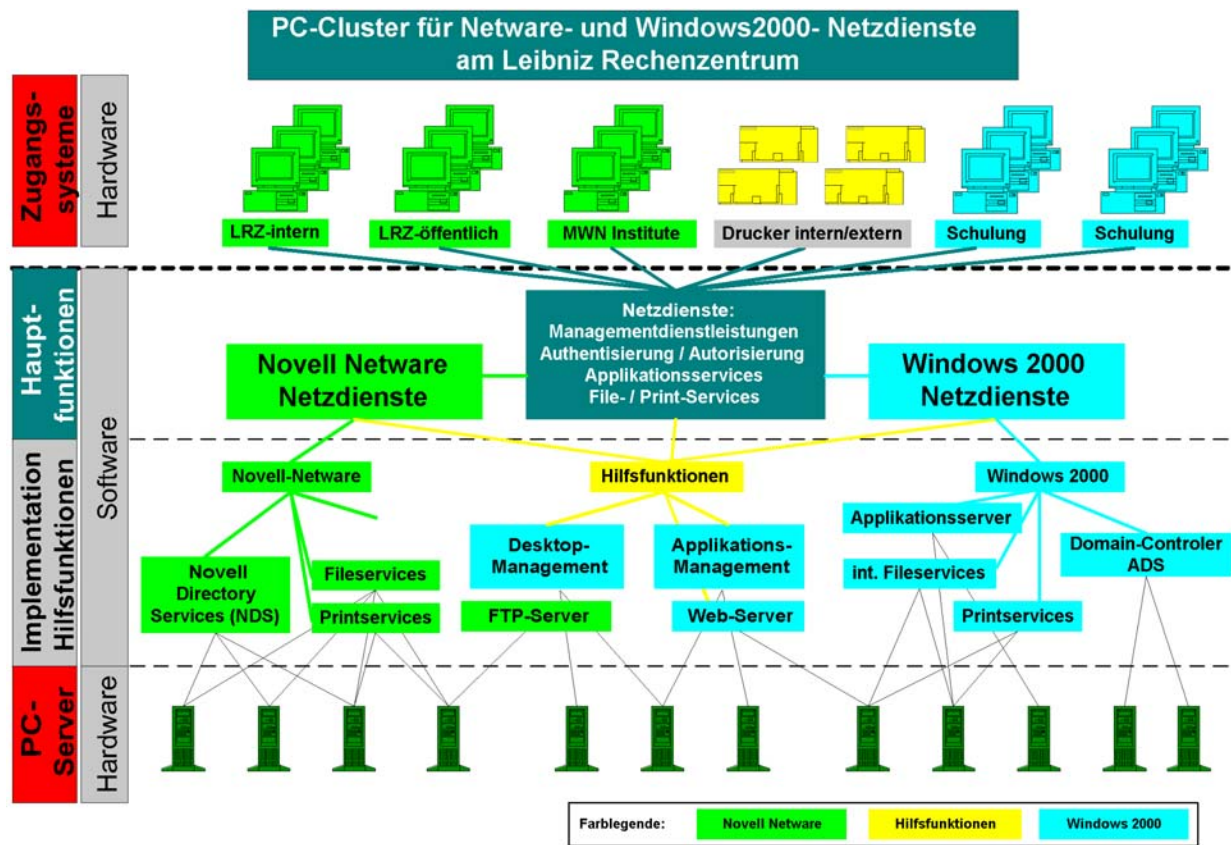 PC-Cluster für Netware- und Windows2000- Netzdienste
am Leibniz Rechenzentrum
Zugangs-
systeme
Hardware
LRZ-intern
LRZ-öffentlich
MWN Institute
Drucker intern/extern
Schulung
Schulung
Haupt-
funktionen
Software
Netzdienste:
Managementdienstleistungen
Authentisierung / Autorisierung
Applikationsservices
File- / Print-Services
Novell Netware
Netzdienste
Windows 2000
Netzdienste
Implementation
Hilfsfunktionen
Novell-Netware
Hilfsfunktionen
Windows 2000
Novell
Directory
Services (NDS)
Fileservices
Printservices
Desktop-
Management
FTP-Server
Applikations-
Management
Web-Server
Applikationsserver
int. Fileservices
Printservices
Domain-Controler
ADS
PC-
Server
Hardware
Farblegende:
Novell Netware
Hilfsfunktionen
Windows 2000